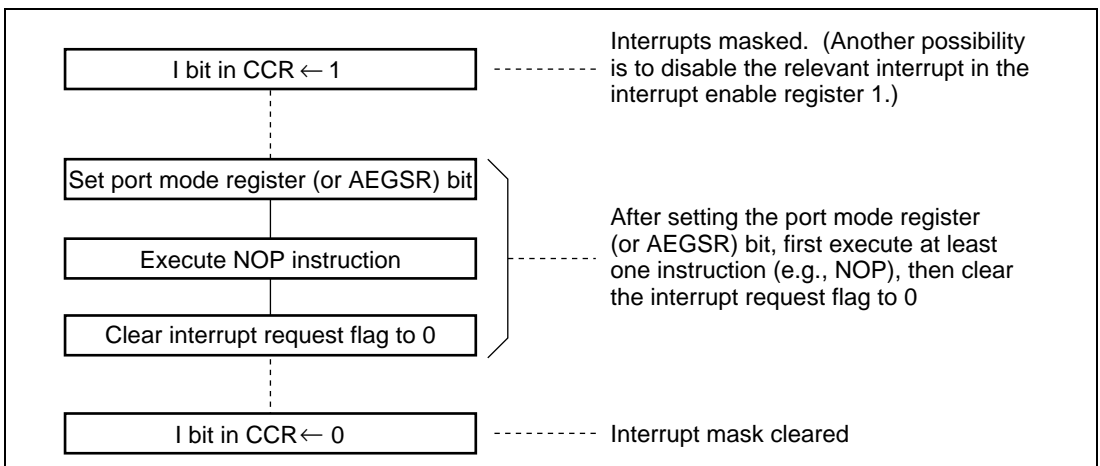 I bit in CCR ← 1
Interrupts masked. (Another possibility
is to disable the relevant interrupt in the
interrupt enable register 1.)
Set port mode register (or AEGSR) bit
Execute NOP instruction
Clear interrupt request flag to 0
After setting the port mode register
(or AEGSR) bit, first execute at least
one instruction (e.g., NOP), then clear
the interrupt request flag to 0
I bit in CCR ← 0
Interrupt mask cleared